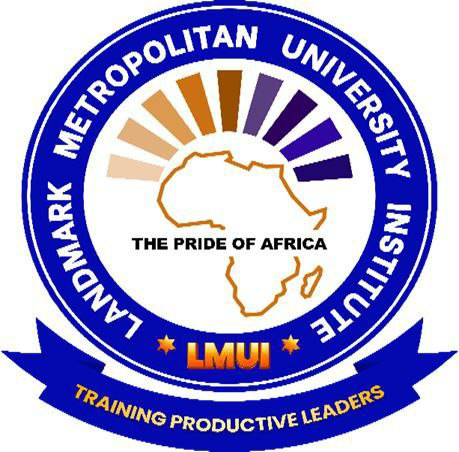 LANDMARK METROPOLITAN UNIVERSITY INSTITUTE
THE PRIDE OF AFRICA
LMUI
TRAINING PRODUCTIVE LEADERS